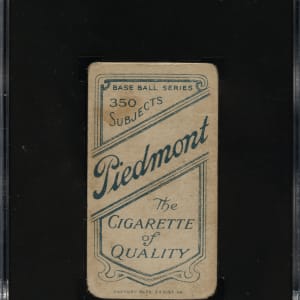 BASE BALL SERIES
350
SUBJECTS
Piedmont
The
CIGARETTE
of
QUALITY